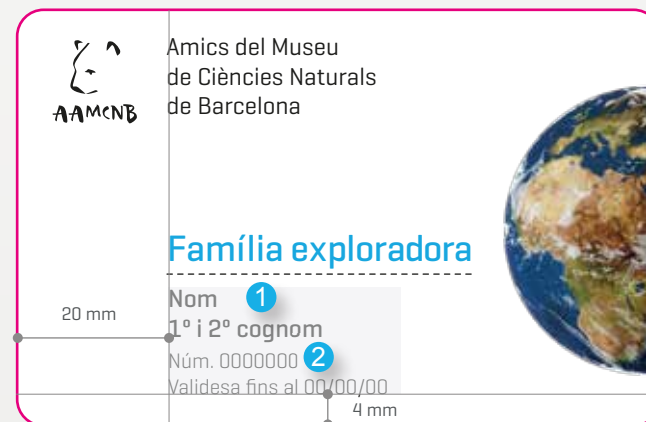 AAMCNB
Amics del Museu
de Ciències Naturals
de Barcelona
Família exploradora
Nom 1
1º i 2º cognom
20 mm
Núm. 0000000 2
Validesa fins al 00/00/00
4 mm